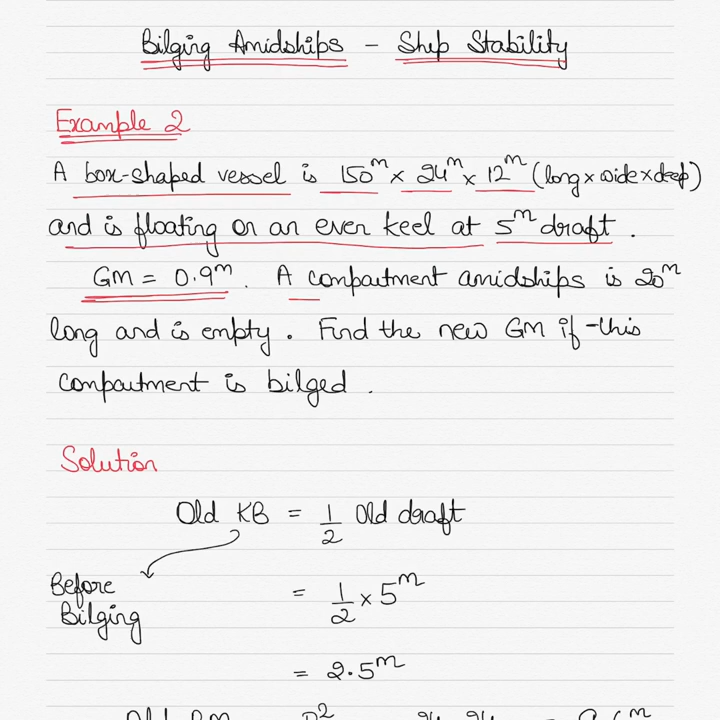 Bilging Amidships - Ship Stability
Example 2
A box-shaped vessel is 150ᵐ × 24ᵐ × 12ᵐ (long × wide × deep)
and is floating on an even keel at 5ᵐ draft.
GM = 0.9ᵐ. A compartment amidships is 20ᵐ
long and is empty. Find the new GM if this
compartment is bilged.
Solution
Old KB = 1/2 Old draft
Before
Bilging
= 1/2 × 5ᵐ
= 2.5ᵐ